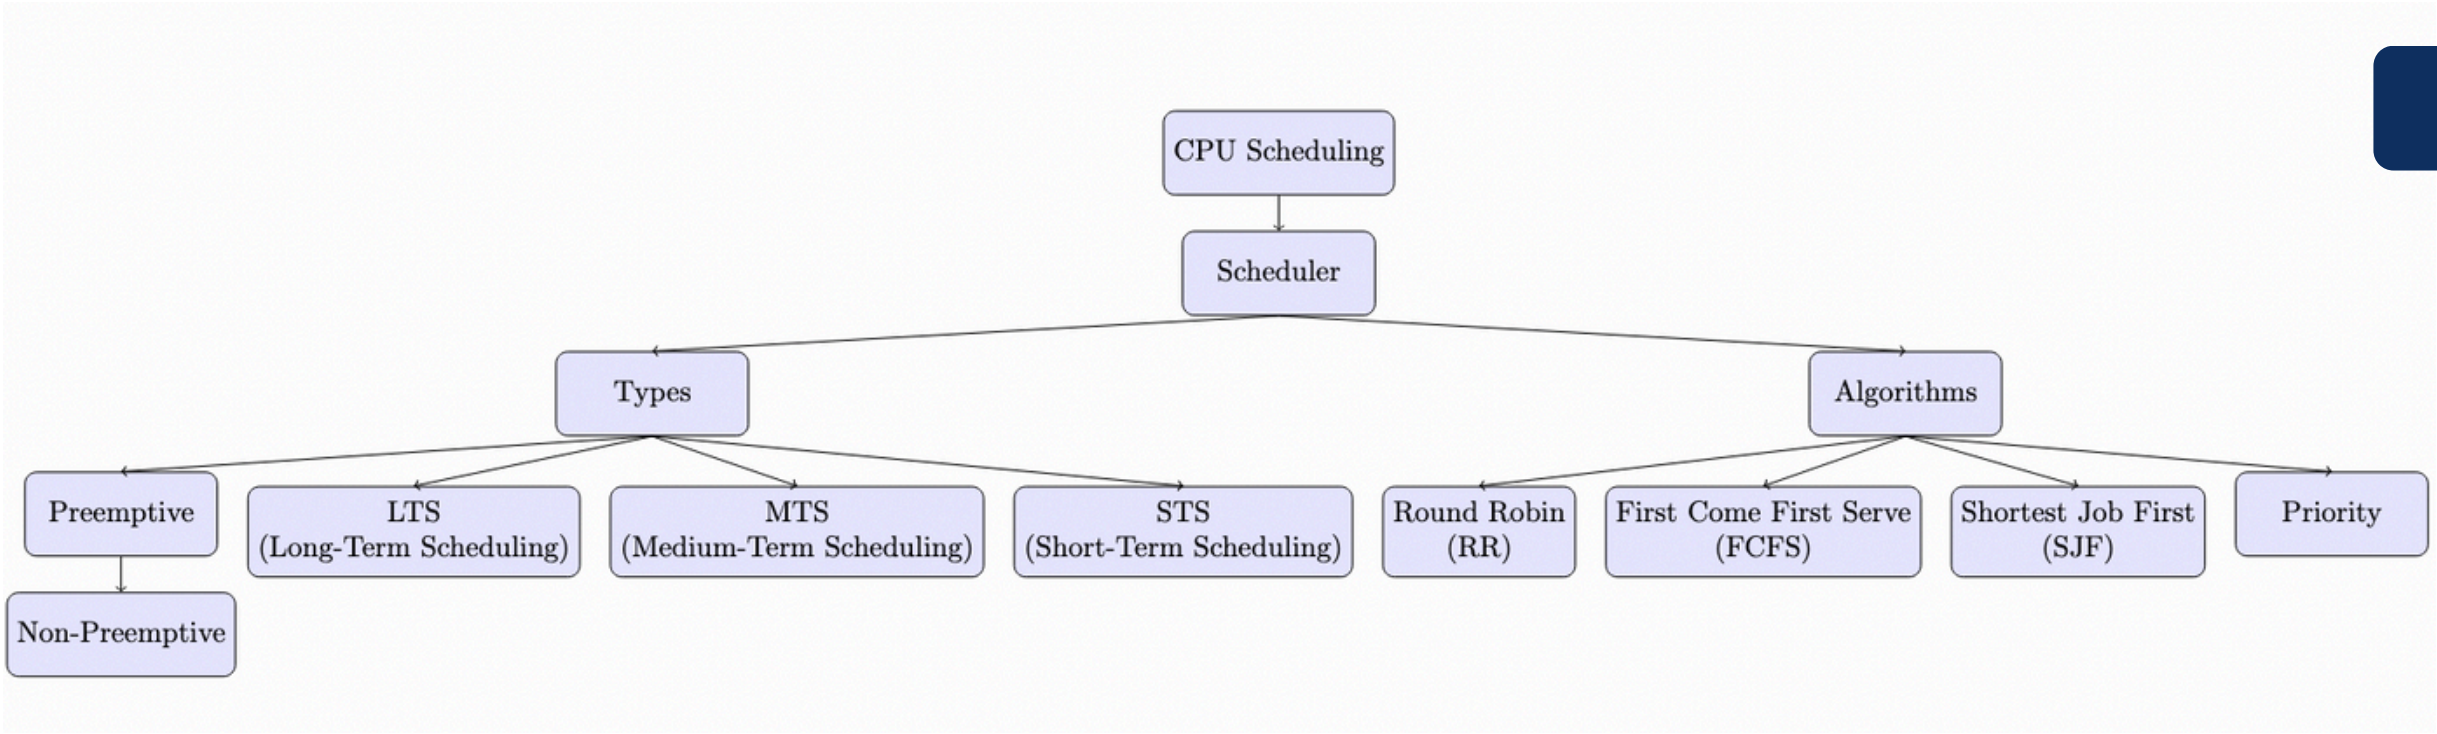 CPU Scheduling
Scheduler
Types
Algorithms
Preemptive
LTS
(Long-Term Scheduling)
MTS
(Medium-Term Scheduling)
STS
(Short-Term Scheduling)
Round Robin
(RR)
First Come First Serve
(FCFS)
Shortest Job First
(SJF)
Priority
Non-Preemptive